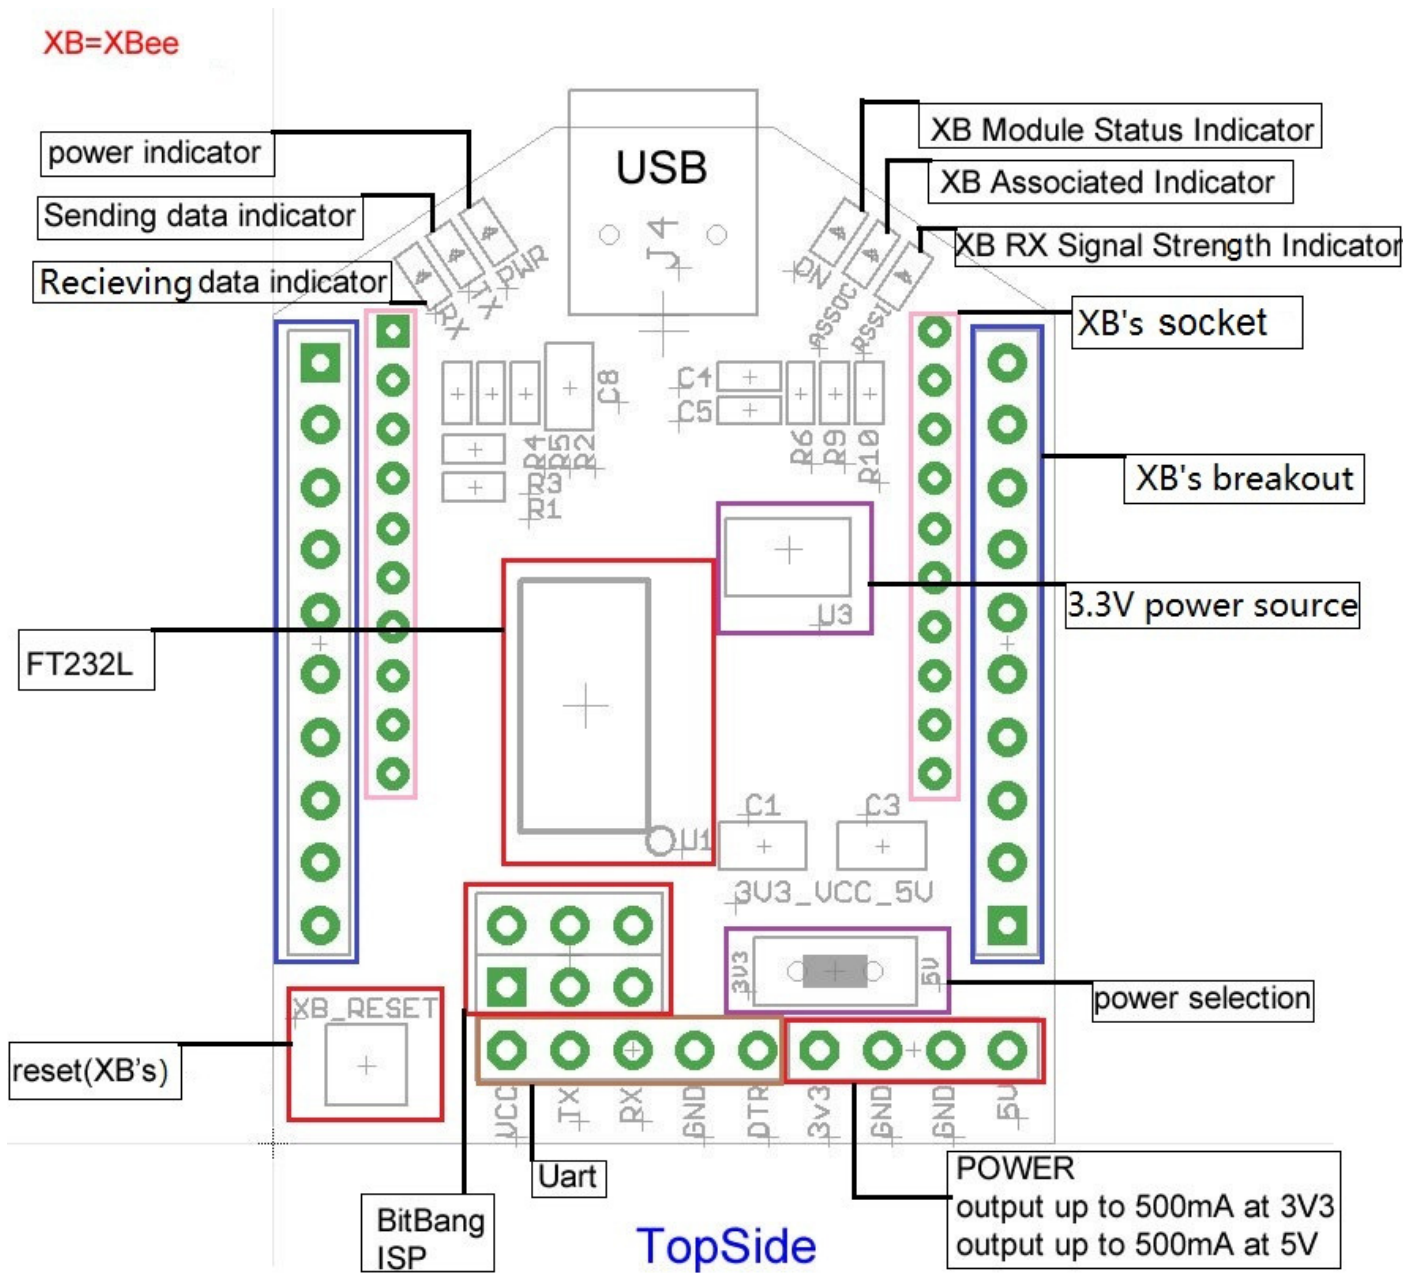 XB=XBee
power indicator
Sending data indicator
Recieving data indicator
USB
J4
XB Module Status Indicator
XB Associated Indicator
XB RX Signal Strength Indicator
XB's socket
RX
TX
PWR
ON
ASSOC
RSSI
C8
C4
C5
R4
R5
R2
R3
R1
R6
R9
R10
XB's breakout
U3
3.3V power source
FT232L
U1
C1
C3
3V3_VCC_5V
3V3
5V
power selection
XB_RESET
reset(XB's)
VCC
TX
RX
GND
DTR
3v3
GND
GND
5V
Uart
BitBang
ISP
POWER
output up to 500mA at 3V3
output up to 500mA at 5V
TopSide